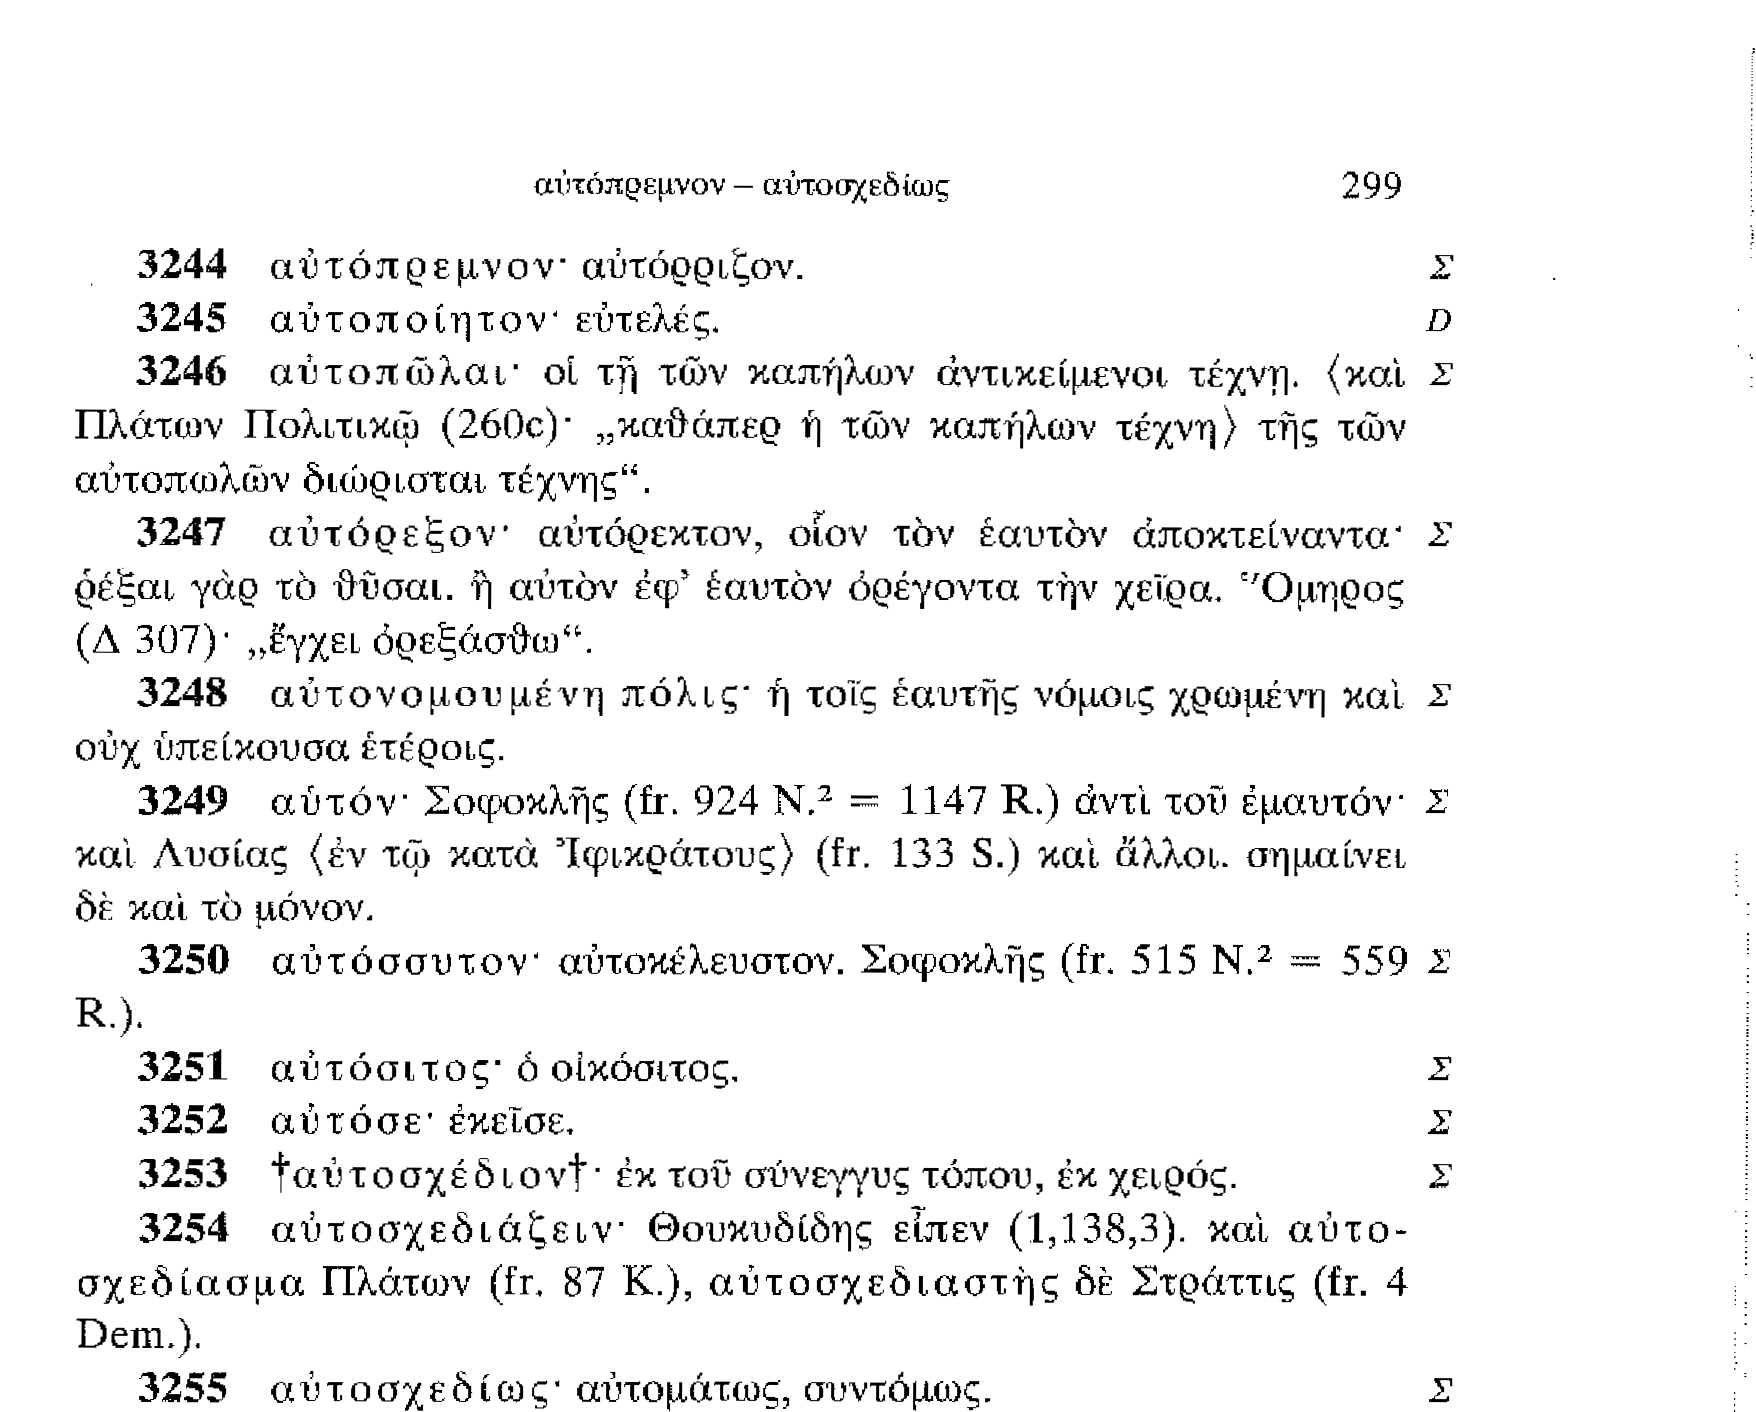 αὐτόπρεμνον – αὐτοσχεδίως 299
3244 αὐτόπρεμνον· αὐτόρριζον. Σ
3245 αὐτοποίητον· εὐτελές. D
3246 αὐτοπῶλαι· οἱ τῇ τῶν καπήλων ἀντικείμενοι τέχνῃ. ⟨καὶ Σ
Πλάτων Πολιτικῷ (260c)· „καθάπερ ἡ τῶν καπήλων τέχνη⟩ τῆς τῶν
αὐτοπωλῶν διώρισται τέχνης“.
3247 αὐτόρεξον· αὐτόρεκτον, οἷον τὸν ἑαυτὸν ἀποκτείναντα· Σ
ῥέξαι γὰρ τὸ θῦσαι. ἢ αὐτὸν ἐφ’ ἑαυτὸν ὀρέγοντα τὴν χεῖρα. Ὅμηρος
(Δ 307)· „ἔγχει ὀρεξάσθω“.
3248 αὐτονομουμένη πόλις· ἡ τοῖς ἑαυτῆς νόμοις χρωμένη καὶ Σ
οὐχ ὑπείκουσα ἑτέροις.
3249 αὑτόν· Σοφοκλῆς (fr. 924 N.² = 1147 R.) ἀντὶ τοῦ ἐμαυτόν· Σ
καὶ Λυσίας ⟨ἐν τῷ κατὰ Ἰφικράτους⟩ (fr. 133 S.) καὶ ἄλλοι. σημαίνει
δὲ καὶ τὸ μόνον.
3250 αὐτόσσυτον· αὐτοκέλευστον. Σοφοκλῆς (fr. 515 N.² = 559 Σ
R.).
3251 αὐτόσιτος· ὁ οἰκόσιτος. Σ
3252 αὐτόσε· ἐκεῖσε. Σ
3253 †αὐτοσχέδιον†· ἐκ τοῦ σύνεγγυς τόπου, ἐκ χειρός. Σ
3254 αὐτοσχεδιάζειν· Θουκυδίδης εἶπεν (1,138,3). καὶ αὐτο-
σχεδίασμα Πλάτων (fr. 87 K.), αὐτοσχεδιαστὴς δὲ Στράττις (fr. 4
Dem.).
3255 αὐτοσχεδίως· αὐτομάτως, συντόμως. Σ